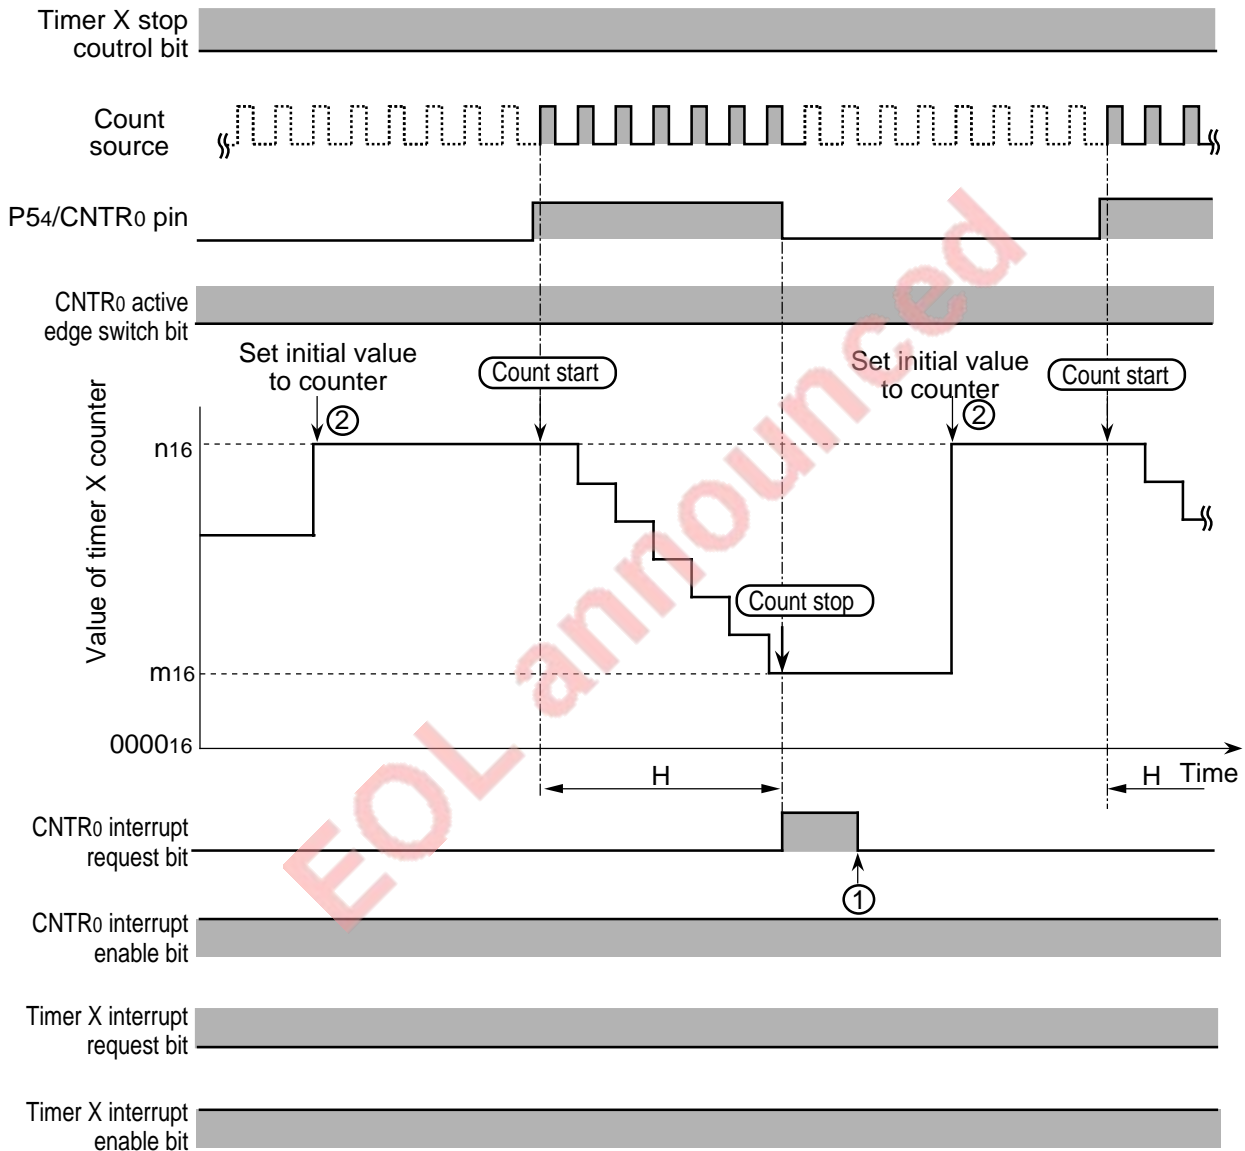 Timer X stop
coutrol bit
Count
source
P54/CNTR0 pin
CNTR0 active
edge switch bit
Set initial value
to counter
②
Count start
Set initial value
to counter
②
Count start
Value of timer X counter
n16
Count stop
m16
000016
H
H
Time
CNTR0 interrupt
request bit
①
CNTR0 interrupt
enable bit
Timer X interrupt
request bit
Timer X interrupt
enable bit
EOL announced